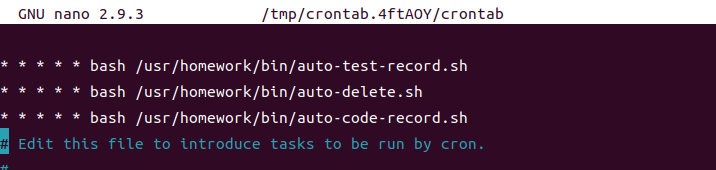 GNU nano 2.9.3 /tmp/crontab.4ftAOY/crontab
* * * * * bash /usr/homework/bin/auto-test-record.sh
* * * * * bash /usr/homework/bin/auto-delete.sh
* * * * * bash /usr/homework/bin/auto-code-record.sh
# Edit this file to introduce tasks to be run by cron.
#